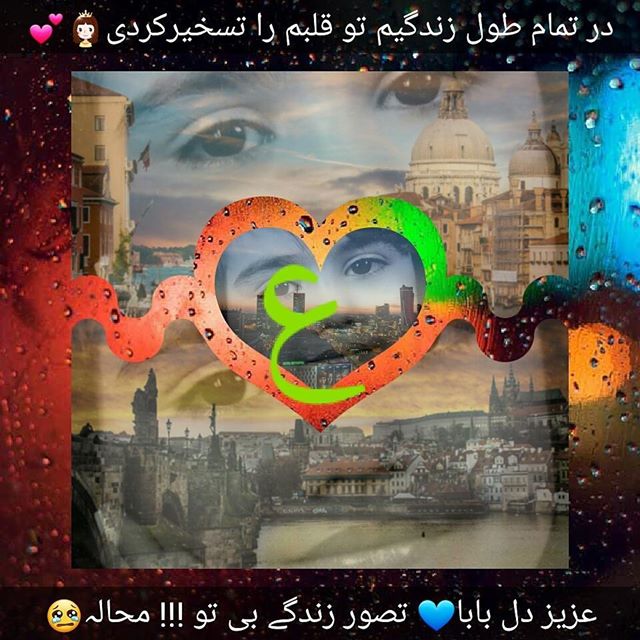 در تمام طول زندگیم تو قلبم را تسخیرکردی👸🏻💕
ع
عزیز دل بابا💙 تصور زندگے بی تو !!! محالہ😢